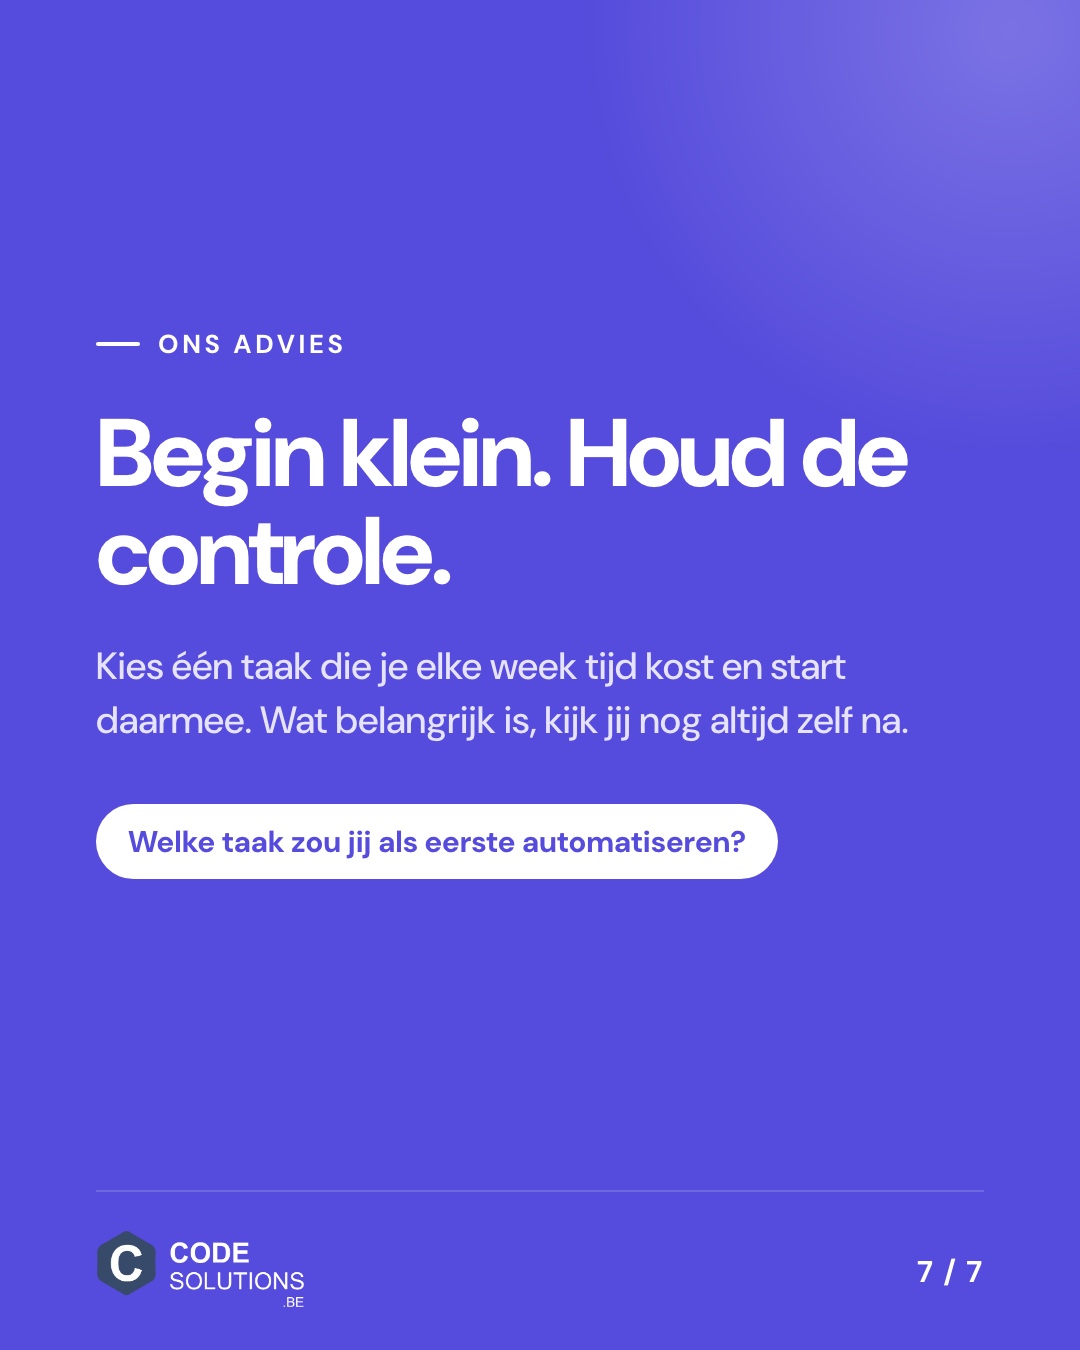 ONS ADVIES
Begin klein. Houd de
controle.
Kies één taak die je elke week tijd kost en start
daarmee. Wat belangrijk is, kijk jij nog altijd zelf na.
Welke taak zou jij als eerste automatiseren?
C CODE
SOLUTIONS
.BE
7 / 7